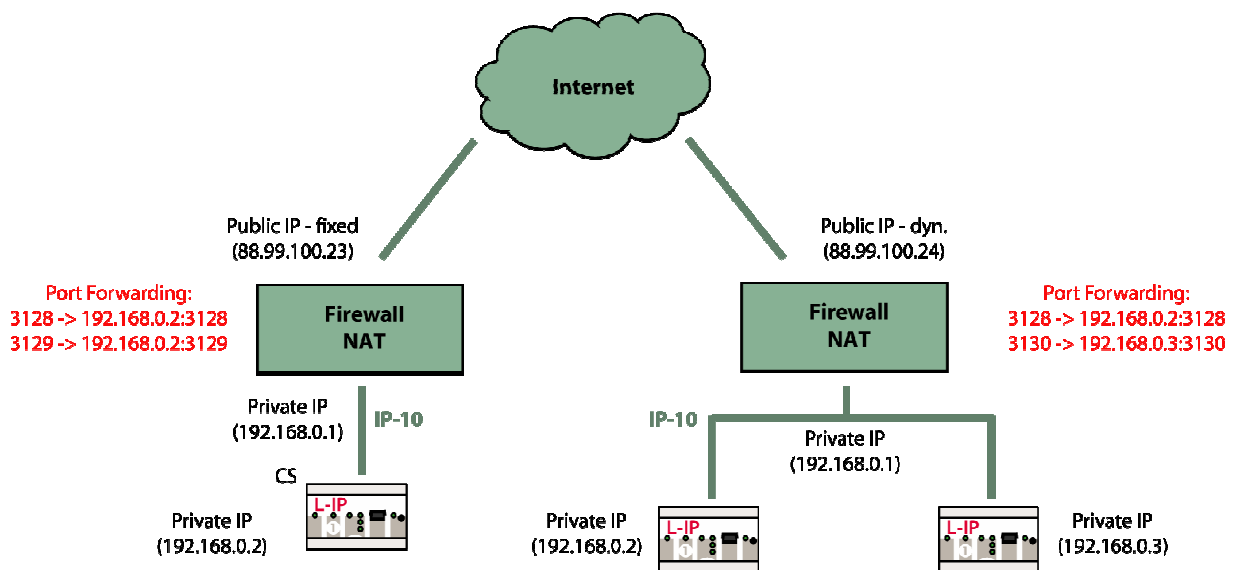 Internet
Public IP - fixed
(88.99.100.23)
Public IP - dyn.
(88.99.100.24)
Port Forwarding:
3128 -> 192.168.0.2:3128
3129 -> 192.168.0.2:3129
Firewall
NAT
Firewall
NAT
Port Forwarding:
3128 -> 192.168.0.2:3128
3130 -> 192.168.0.3:3130
Private IP
(192.168.0.1)
IP-10
IP-10
Private IP
(192.168.0.1)
CS
L-IP
1
Private IP
(192.168.0.2)
Private IP
(192.168.0.2)
L-IP
1
L-IP
1
Private IP
(192.168.0.3)